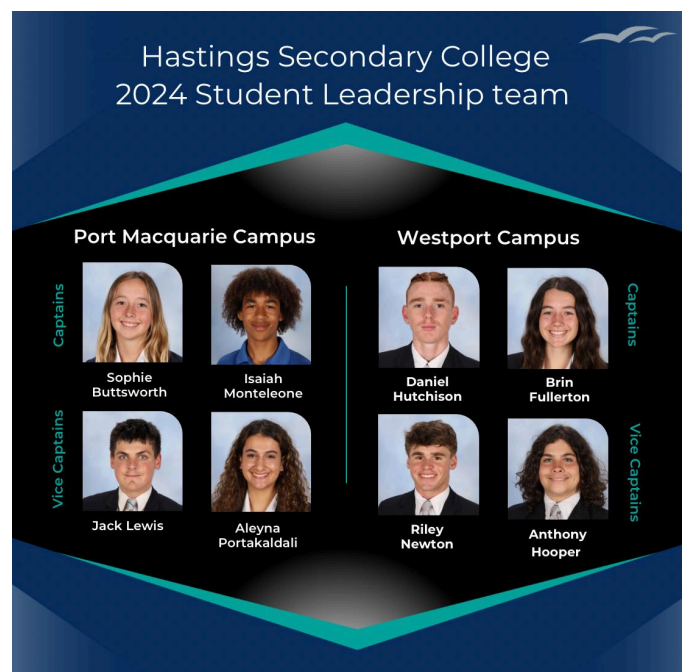 Hastings Secondary College
2024 Student Leadership team
Port Macquarie Campus
Captains
Sophie
Buttsworth
Isaiah
Monteleone
Vice Captains
Jack Lewis
Aleyna
Portakaldali
Westport Campus
Captains
Daniel
Hutchison
Brin
Fullerton
Vice Captains
Riley
Newton
Anthony
Hooper